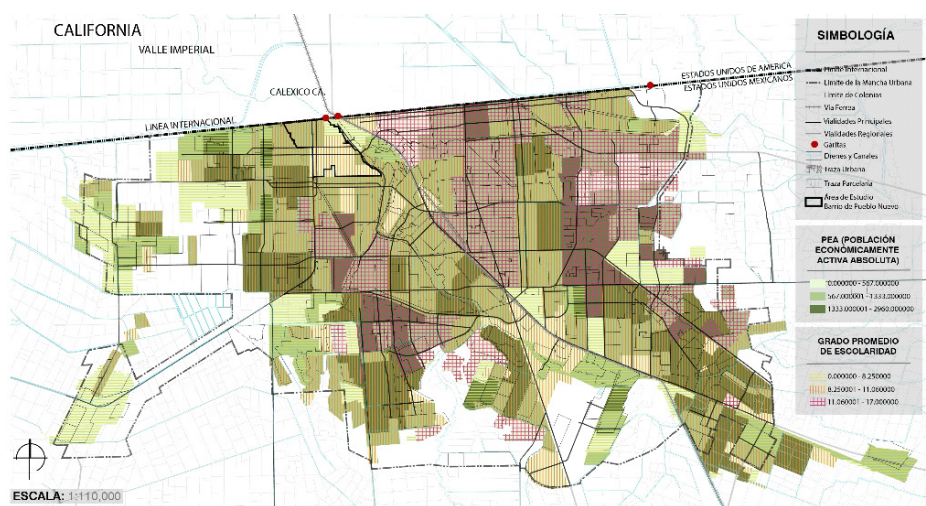 CALIFORNIA
VALLE IMPERIAL
CALEXICO CA.
LINEA INTERNACIONAL
ESTADOS UNIDOS DE AMERICA
ESTADOS UNIDOS MEXICANOS
ESCALA: 1:110,000
SIMBOLOGÍA
Límite Internacional
Límite de la Mancha Urbana
Límite de Colonias
Vía Ferrea
Vialidades Principales
Vialidades Regionales
Garitas
Drenes y Canales
Traza Urbana
Traza Parcelaria
Área de Estudio
Barrio de Pueblo Nuevo
PEA (POBLACIÓN
ECONÓMICAMENTE
ACTIVA ABSOLUTA)
0.000000 - 567.000000
567.000001 - 1333.000000
1333.000001 - 2960.000000
GRADO PROMEDIO
DE ESCOLARIDAD
0.000000 - 8.250000
8.250001 - 11.060000
11.060001 - 17.000000